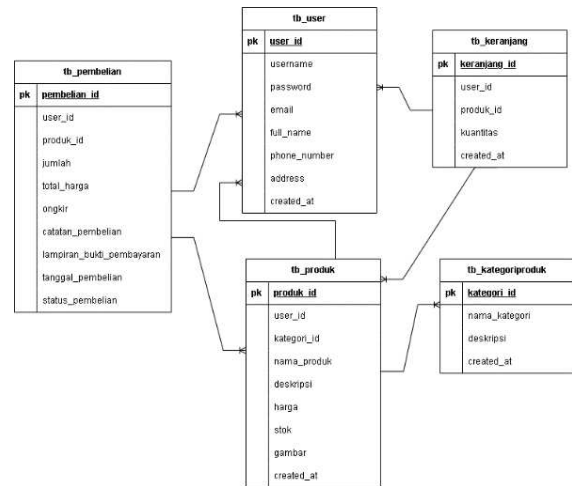 tb_user
pk user_id
username
password
email
full_name
phone_number
address
created_at
tb_keranjang
pk keranjang_id
user_id
produk_id
kuantitas
created_at
tb_pembelian
pk pembelian_id
user_id
produk_id
jumlah
total_harga
ongkir
catatan_pembelian
lampiran_bukti_pembayaran
tanggal_pembelian
status_pembelian
tb_produk
pk produk_id
user_id
kategori_id
nama_produk
deskripsi
harga
stok
gambar
created_at
tb_kategoriproduk
pk kategori_id
nama_kategori
deskripsi
created_at